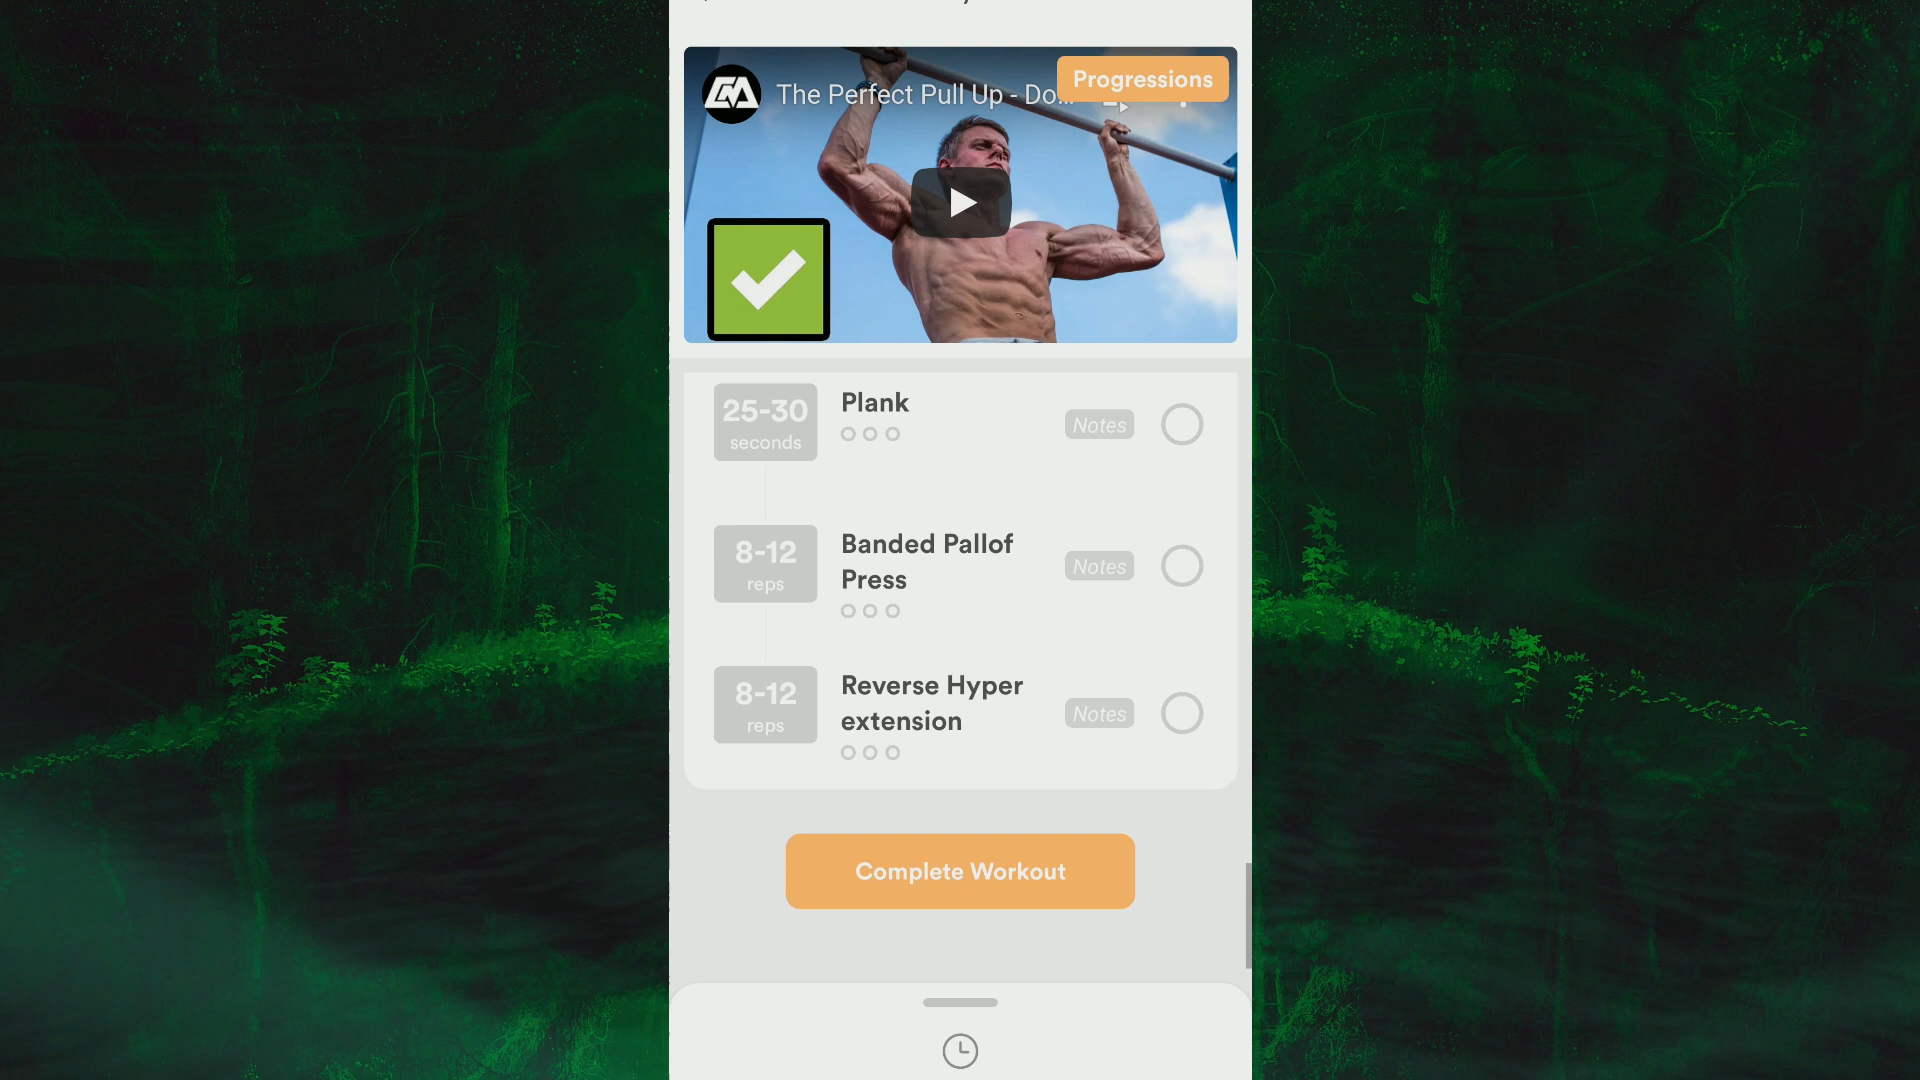 The Perfect Pull Up - Do...
Progressions
25-30
seconds
Plank
Notes
8-12
reps
Banded Pallof
Press
Notes
8-12
reps
Reverse Hyper
extension
Notes
Complete Workout